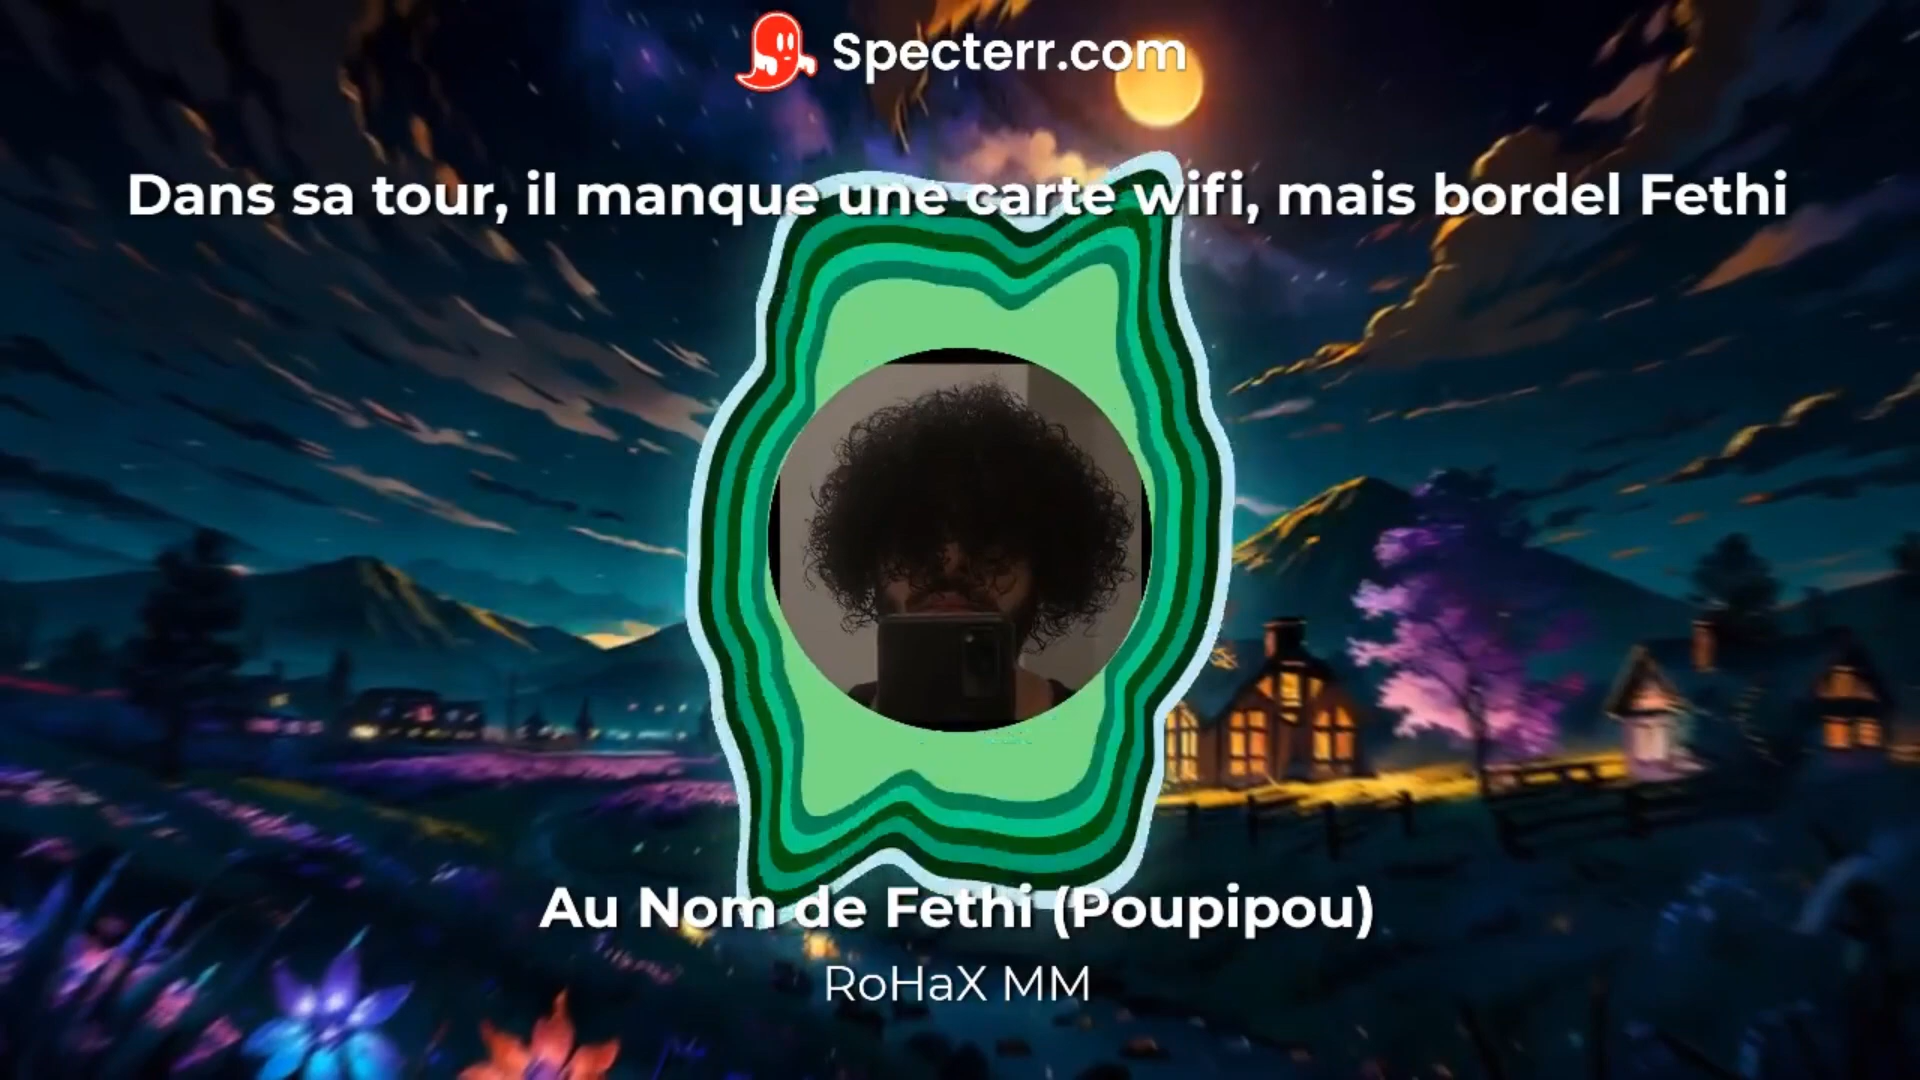 Specterr.com
Dans sa tour, il manque une carte wifi, mais bordel Fethi
Au Nom de Fethi (Poupipou)
RoHaX MM